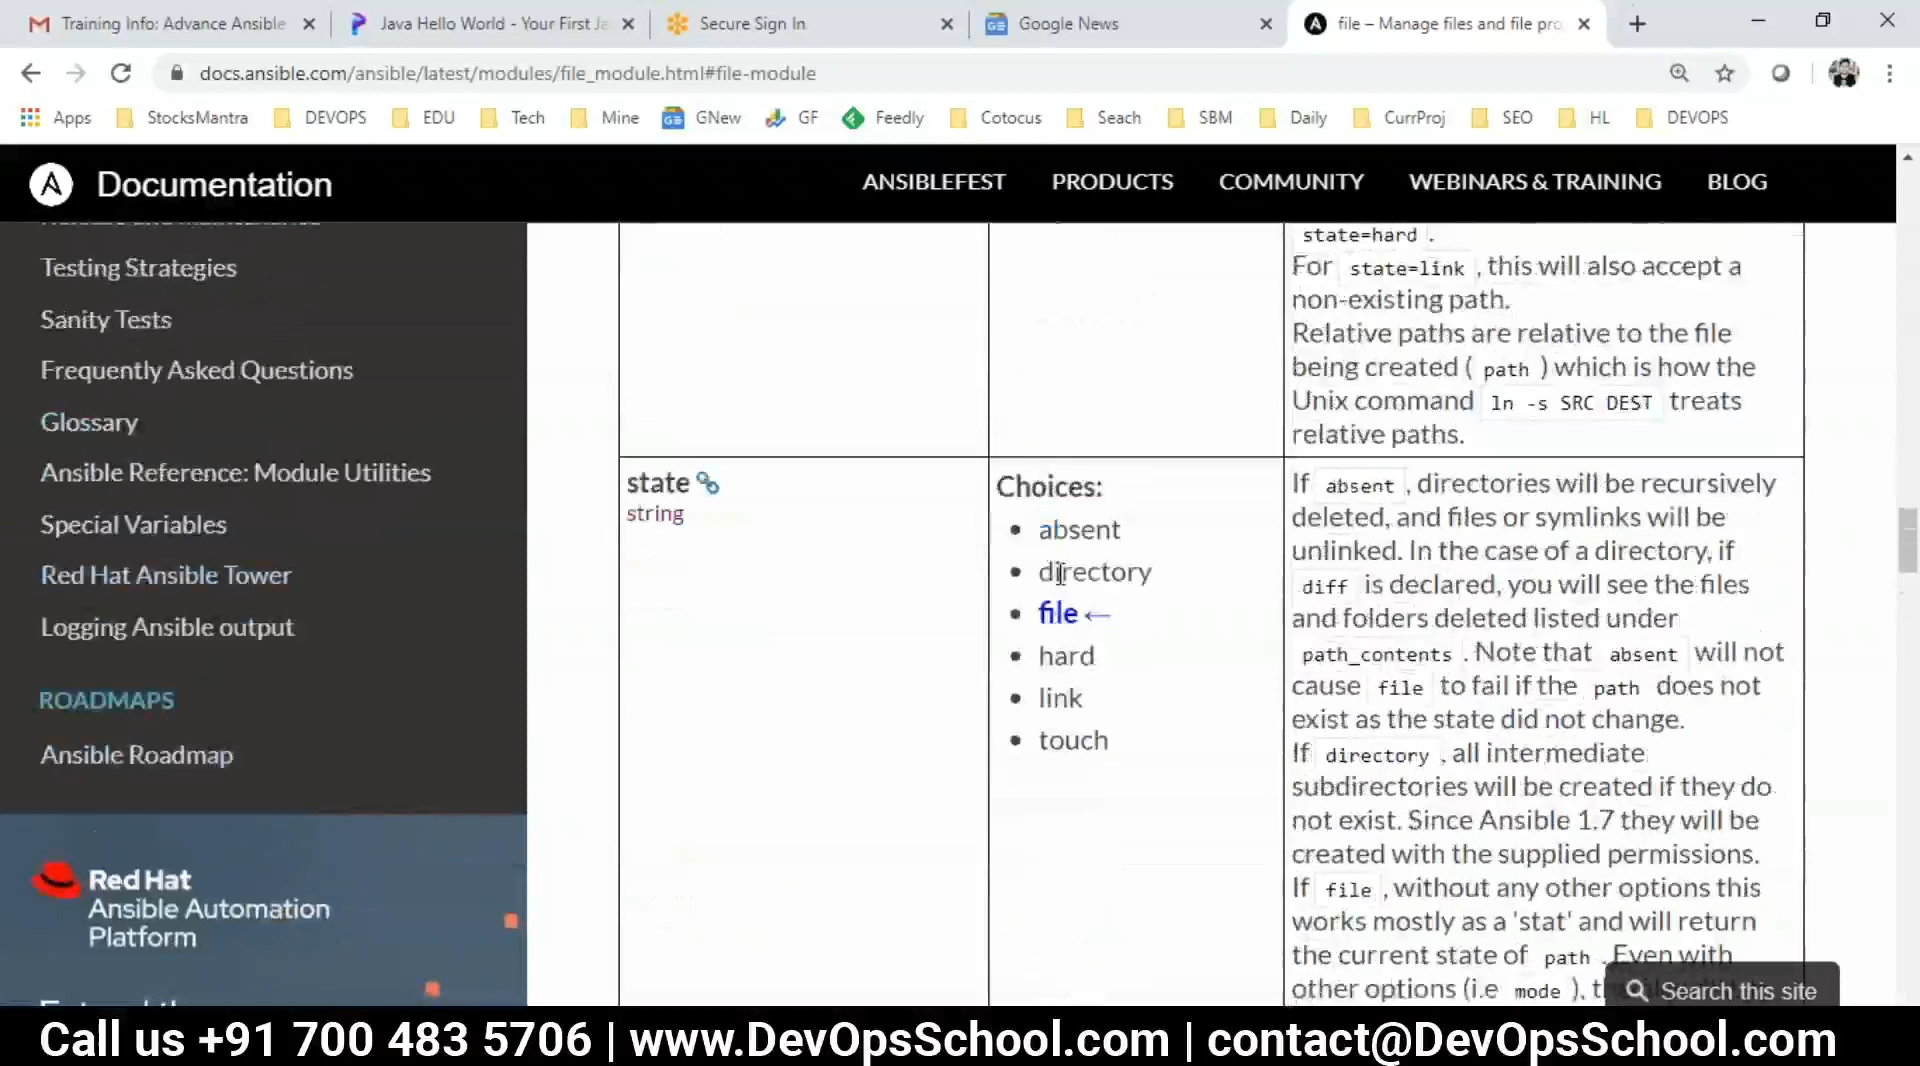 Training Info: Advance Ansible
Java Hello World - Your First Ja
Secure Sign In
Google News
file – Manage files and file pro
docs.ansible.com/ansible/latest/modules/file_module.html#file-module
Apps StocksMantra DEVOPS EDU Tech Mine GNew GF Feedly Cotocus Seach SBM Daily CurrProj SEO HL DEVOPS
Documentation
ANSIBLEFEST PRODUCTS COMMUNITY WEBINARS & TRAINING BLOG
Testing Strategies
Sanity Tests
Frequently Asked Questions
Glossary
Ansible Reference: Module Utilities
Special Variables
Red Hat Ansible Tower
Logging Ansible output
ROADMAPS
Ansible Roadmap
Red Hat
Ansible Automation
Platform
state=hard .
For state=link , this will also accept a
non-existing path.
Relative paths are relative to the file
being created ( path ) which is how the
Unix command ln -s SRC DEST treats
relative paths.
state
string
Choices:
absent
directory
file ←
hard
link
touch
If absent , directories will be recursively
deleted, and files or symlinks will be
unlinked. In the case of a directory, if
diff is declared, you will see the files
and folders deleted listed under
path_contents . Note that absent will not
cause file to fail if the path does not
exist as the state did not change.
If directory , all intermediate
subdirectories will be created if they do
not exist. Since Ansible 1.7 they will be
created with the supplied permissions.
If file , without any other options this
works mostly as a 'stat' and will return
the current state of path . Even with
other options (i.e mode ),
Search this site
Call us +91 700 483 5706 | www.DevOpsSchool.com | contact@DevOpsSchool.com